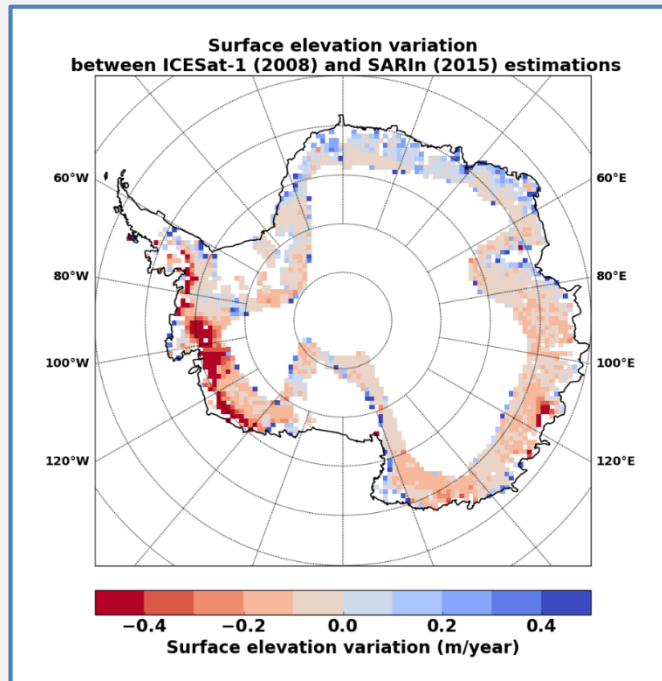 Surface elevation variation
between ICESat-1 (2008) and SARIn (2015) estimations
60°W
60°E
80°W
80°E
100°W
100°E
120°W
120°E
−0.4
−0.2
0.0
0.2
0.4
Surface elevation variation (m/year)